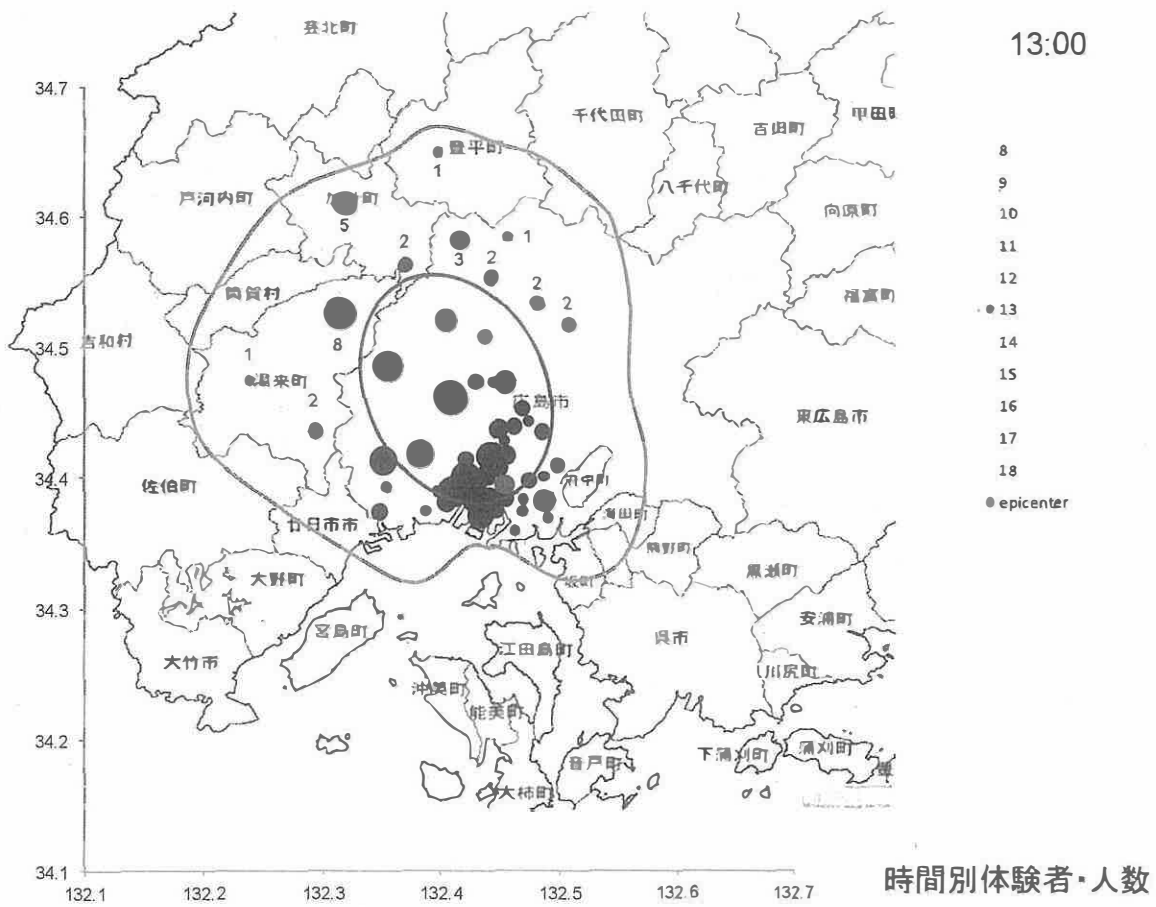 13:00
芸北町
34.7
千代田町
吉田町
甲田町
豊平町
1
8
戸河内町
八千代町
9
34.6
向原町
10
5
2
3
1
2
11
筒賀村
2
2
福富町
12
13
吉和村
34.5
8
14
1
湯来町
15
2
広島市
東広島市
16
17
34.4
佐伯町
府中町
18
廿日市市
海田町
epicenter
熊野町
大野町
坂町
黒瀬町
34.3
宮島町
安浦町
大竹市
江田島町
呉市
川尻町
沖美町
能美町
34.2
音戸町
下蒲刈町
蒲刈町
大柿町
34.1
132.1 132.2 132.3 132.4 132.5 132.6 132.7
時間別体験者・人数